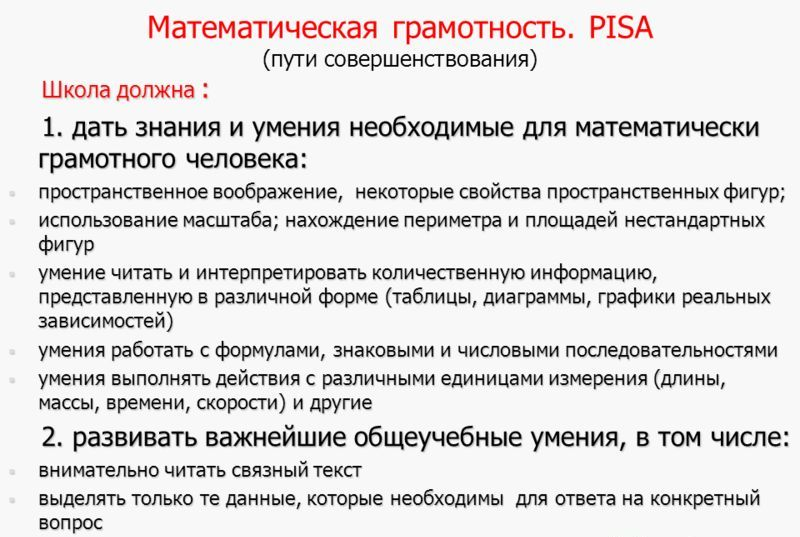 Математическая грамотность. PISA
(пути совершенствования)
Школа должна :
1. дать знания и умения необходимые для математически
грамотного человека:
пространственное воображение, некоторые свойства пространственных фигур;
использование масштаба; нахождение периметра и площадей нестандартных
фигур
умение читать и интерпретировать количественную информацию,
представленную в различной форме (таблицы, диаграммы, графики реальных
зависимостей)
умения работать с формулами, знаковыми и числовыми последовательностями
умения выполнять действия с различными единицами измерения (длины,
массы, времени, скорости) и другие
2. развивать важнейшие общеучебные умения, в том числе:
внимательно читать связный текст
выделять только те данные, которые необходимы для ответа на конкретный
вопрос